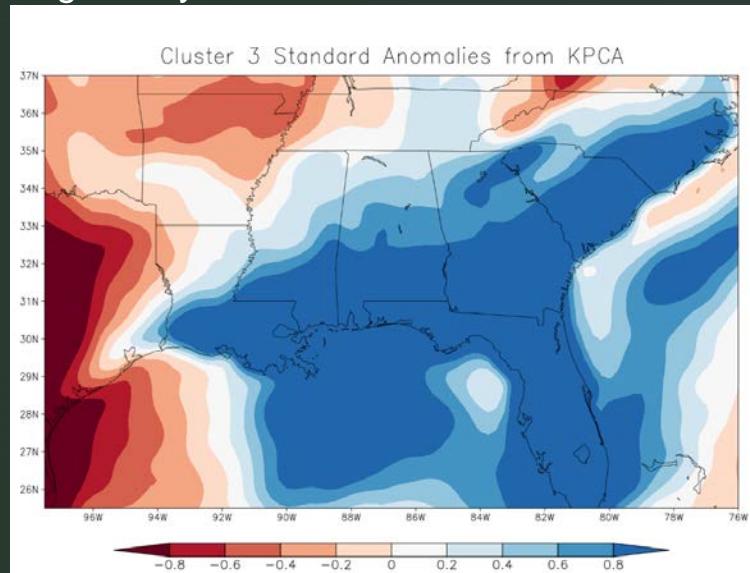 Cluster 3 Standard Anomalies from KPCA
37N
36N
35N
34N
33N
32N
31N
30N
29N
28N
27N
26N
96W 94W 92W 90W 88W 86W 84W 82W 80W 78W 76W
-0.8 -0.6 -0.4 -0.2 0 0.2 0.4 0.6 0.8